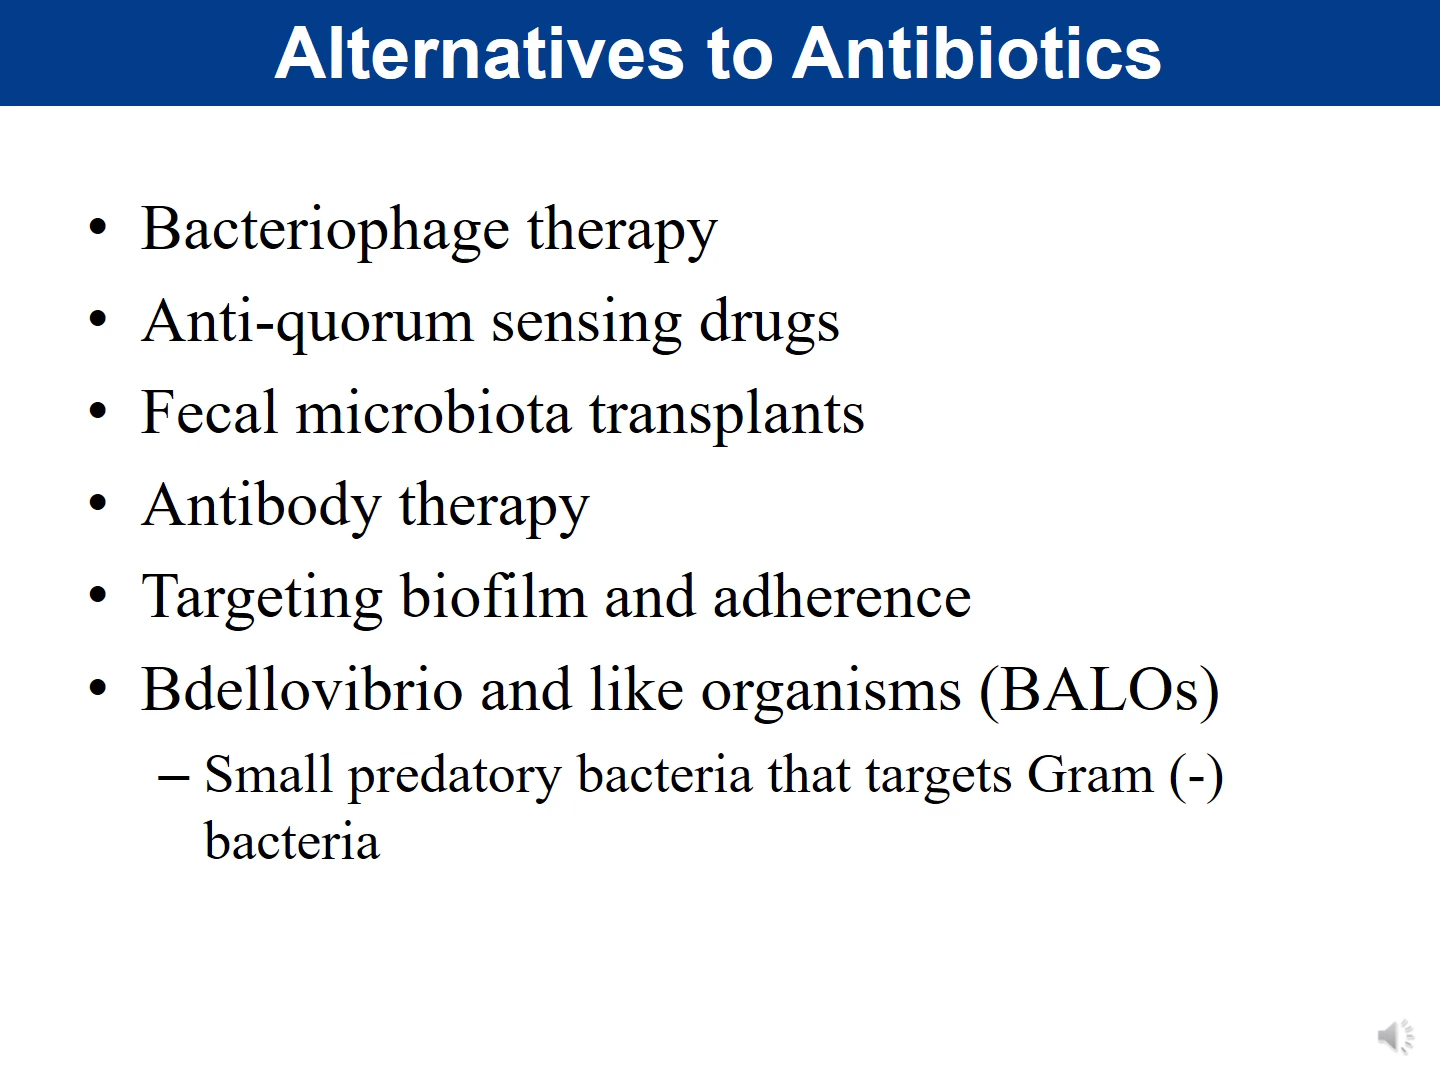 Alternatives to Antibiotics
• Bacteriophage therapy
• Anti-quorum sensing drugs
• Fecal microbiota transplants
• Antibody therapy
• Targeting biofilm and adherence
• Bdellovibrio and like organisms (BALOs)
– Small predatory bacteria that targets Gram (-)
bacteria